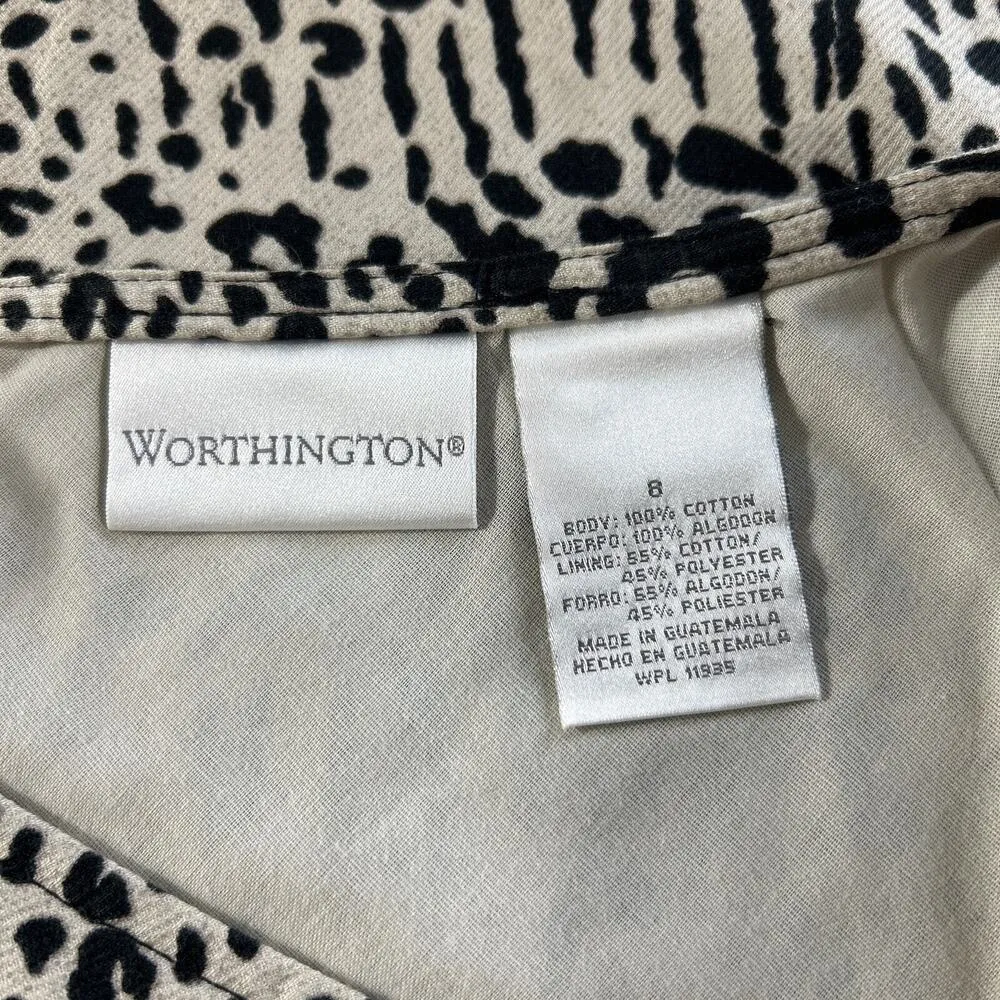 WORTHINGTON®
8
BODY: 100% COTTON
CUERPO: 100% ALGODON
LINING: 55% COTTON/
45% POLYESTER
FORRO: 55% ALGODON/
45% POLIESTER
MADE IN GUATEMALA
HECHO EN GUATEMALA
WPL 11935